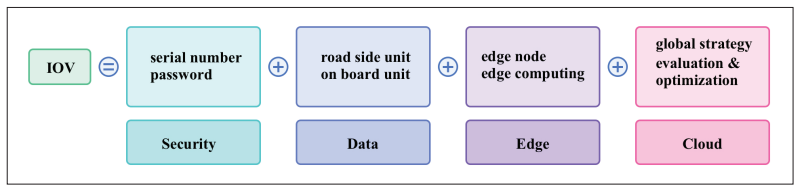 IOV
=
serial number
password
+
road side unit
on board unit
+
edge node
edge computing
+
global strategy
evaluation &
optimization
Security
Data
Edge
Cloud